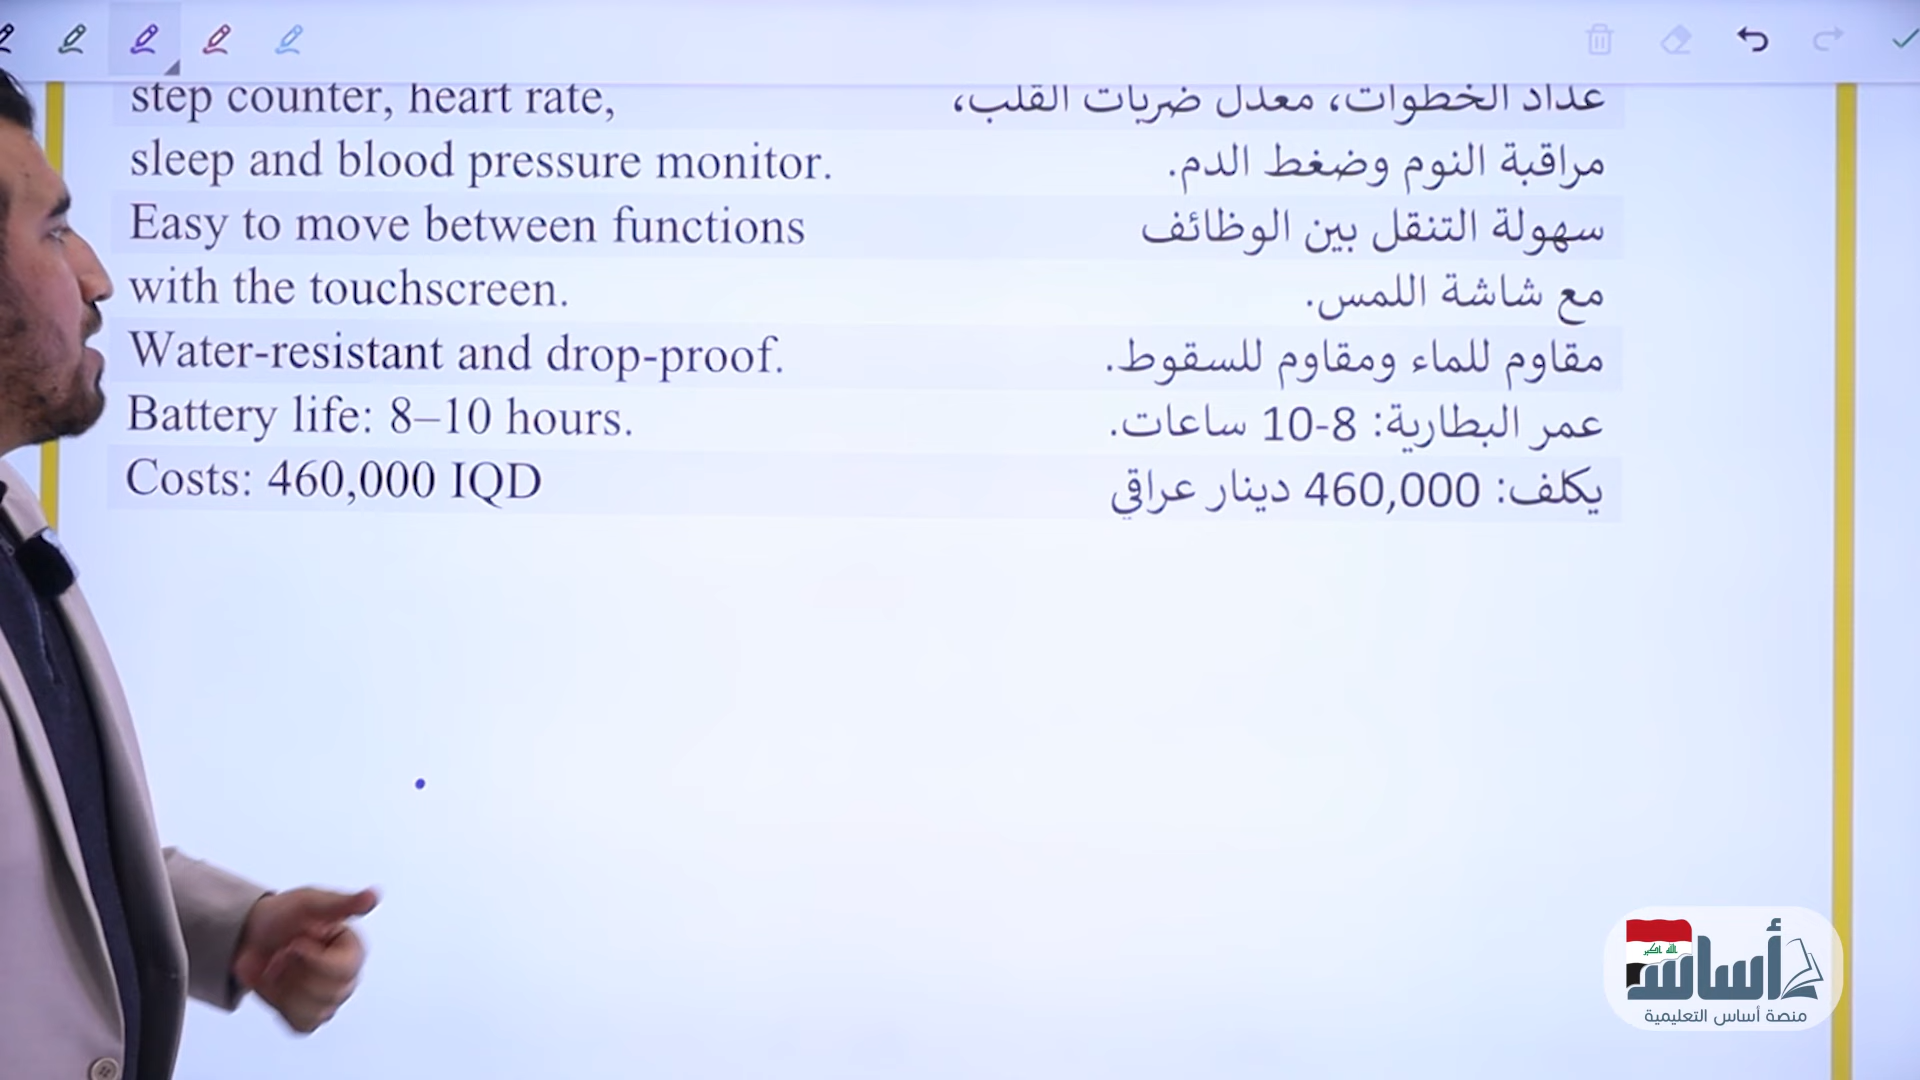 step counter, heart rate,
عداد الخطوات، معدل ضربات القلب،
sleep and blood pressure monitor.
مراقبة النوم وضغط الدم.
Easy to move between functions
سهولة التنقل بين الوظائف
with the touchscreen.
مع شاشة اللمس.
Water-resistant and drop-proof.
مقاوم للماء ومقاوم للسقوط.
Battery life: 8–10 hours.
عمر البطارية: 8-10 ساعات.
Costs: 460,000 IQD
يكلف: 460,000 دينار عراقي
الله اكبر
أساس
منصة أساس التعليمية